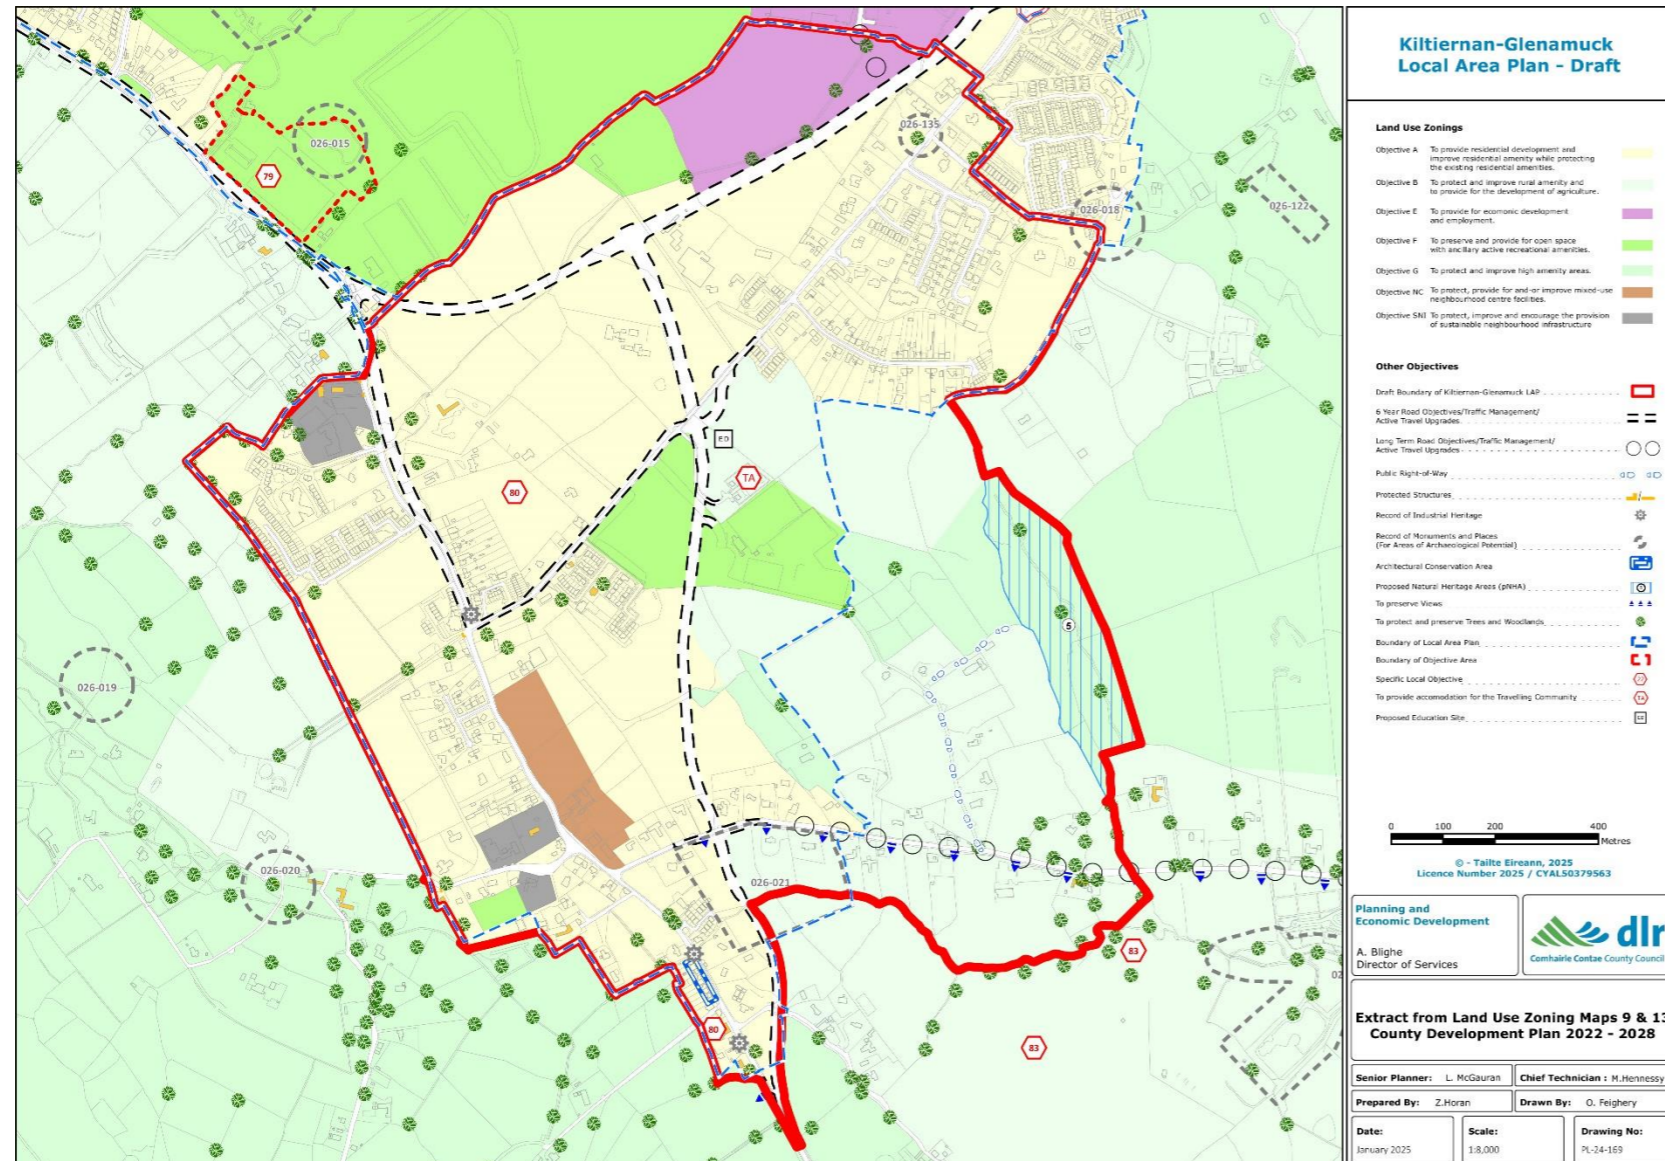 Kiltiernan-Glenamuck
Local Area Plan - Draft
Land Use Zonings
Objective A To provide residential development and
improve residential amenity while protecting
the existing residential amenities.
Objective B To protect and improve rural amenity and
to provide for the development of agriculture.
Objective E To provide for economic development
and employment.
Objective F To preserve and provide for open space
with ancillary active recreational amenities.
Objective G To protect and improve high amenity areas.
Objective NC To protect, provide for and-or improve mixed-use
neighbourhood centre facilities.
Objective SNI To protect, improve and encourage the provision
of sustainable neighbourhood infrastructure
Other Objectives
Draft Boundary of Kiltiernan-Glenamuck LAP
6 Year Road Objectives/Traffic Management/
Active Travel Upgrades
Long Term Road Objectives/Traffic Management/
Active Travel Upgrades
Public Right-of-Way
Protected Structures
Record of Industrial Heritage
Record of Monuments and Places
(For Areas of Archaeological Potential)
Architectural Conservation Area
Proposed Natural Heritage Areas (pNHA)
To preserve Views
To protect and preserve Trees and Woodlands
Boundary of Local Area Plan
Boundary of Objective Area
Specific Local Objective
To provide accomodation for the Travelling Community
TA
Proposed Education Site
ED
0 100 200 400
Metres
© - Tailte Eireann, 2025
Licence Number 2025 / CYAL50379563
Planning and
Economic Development
A. Blighe
Director of Services
dlr
Comhairle Contae County Council
Extract from Land Use Zoning Maps 9 & 13
County Development Plan 2022 - 2028
Senior Planner: L. McGauran
Chief Technician : M.Hennessy
Prepared By: Z.Horan
Drawn By: O. Feighery
Date:
January 2025
Scale:
1:8,000
Drawing No:
PL-24-169
026-015
79
026-135
026-018
026-122
ED
TA
80
5
026-019
026-020
026-021
83
80
83